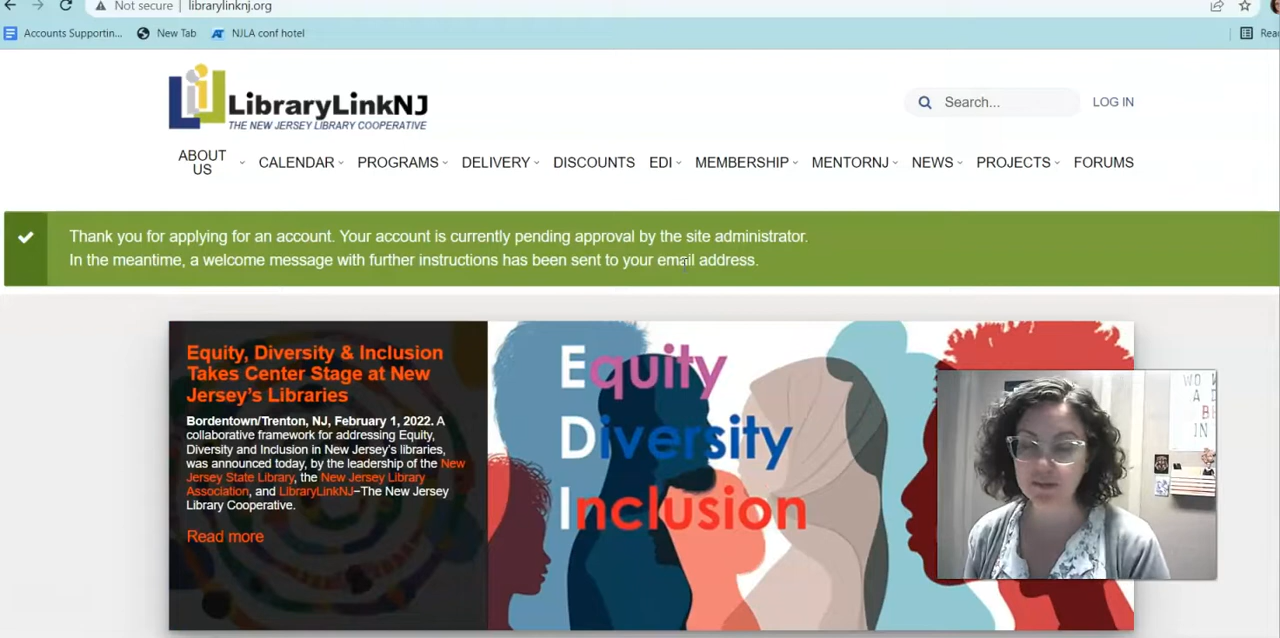 Not secure | librarylinknj.org
Accounts Supportin... New Tab NJLA conf hotel
LibraryLinkNJ
THE NEW JERSEY LIBRARY COOPERATIVE
Search... LOG IN
ABOUT US CALENDAR PROGRAMS DELIVERY DISCOUNTS EDI MEMBERSHIP MENTORNJ NEWS PROJECTS FORUMS
Thank you for applying for an account. Your account is currently pending approval by the site administrator.
In the meantime, a welcome message with further instructions has been sent to your email address.
Equity, Diversity & Inclusion
Takes Center Stage at New
Jersey's Libraries
Bordentown/Trenton, NJ, February 1, 2022. A
collaborative framework for addressing Equity,
Diversity and Inclusion in New Jersey's libraries,
was announced today, by the leadership of the New
Jersey State Library, the New Jersey Library
Association, and LibraryLinkNJ–The New Jersey
Library Cooperative.
Read more
Equity
Diversity
Inclusion